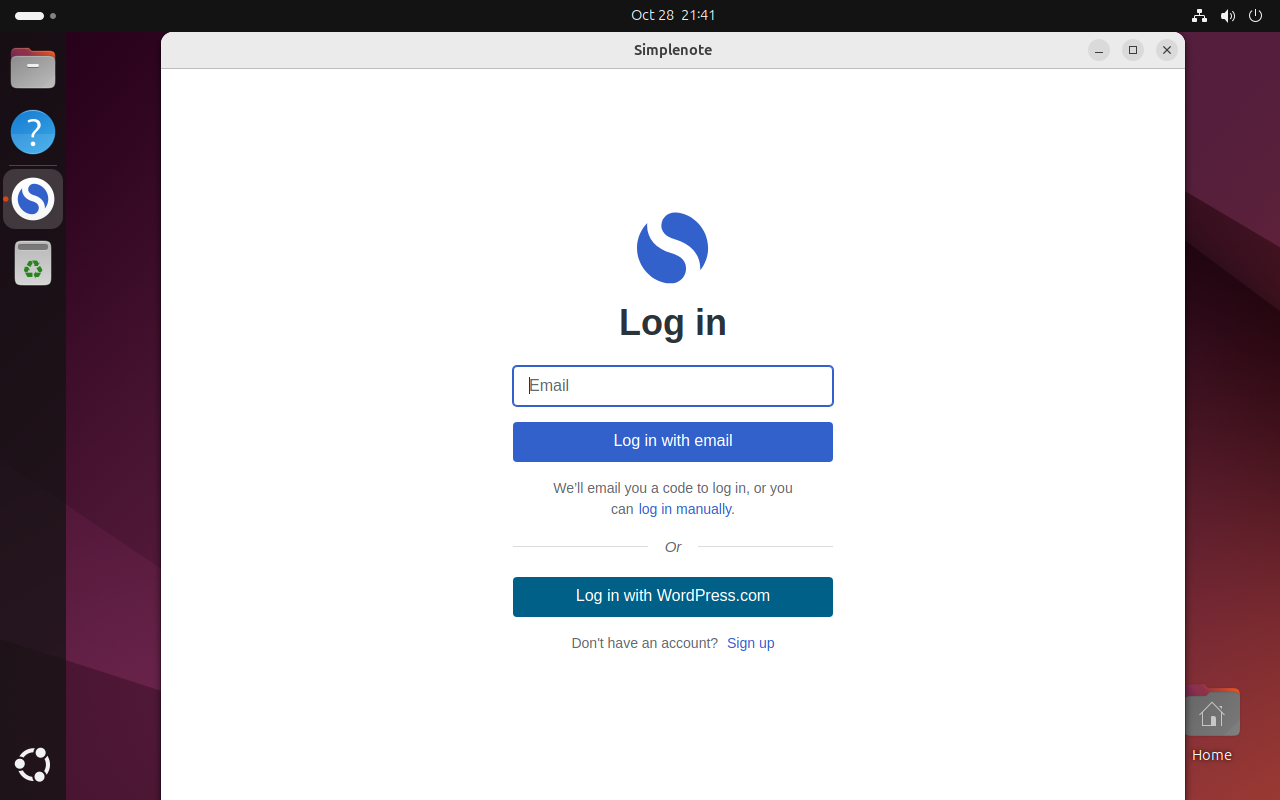 Oct 28 21:41
Simplenote
Log in
Email
Log in with email
We'll email you a code to log in, or you
can log in manually.
Or
Log in with WordPress.com
Don't have an account? Sign up
Home